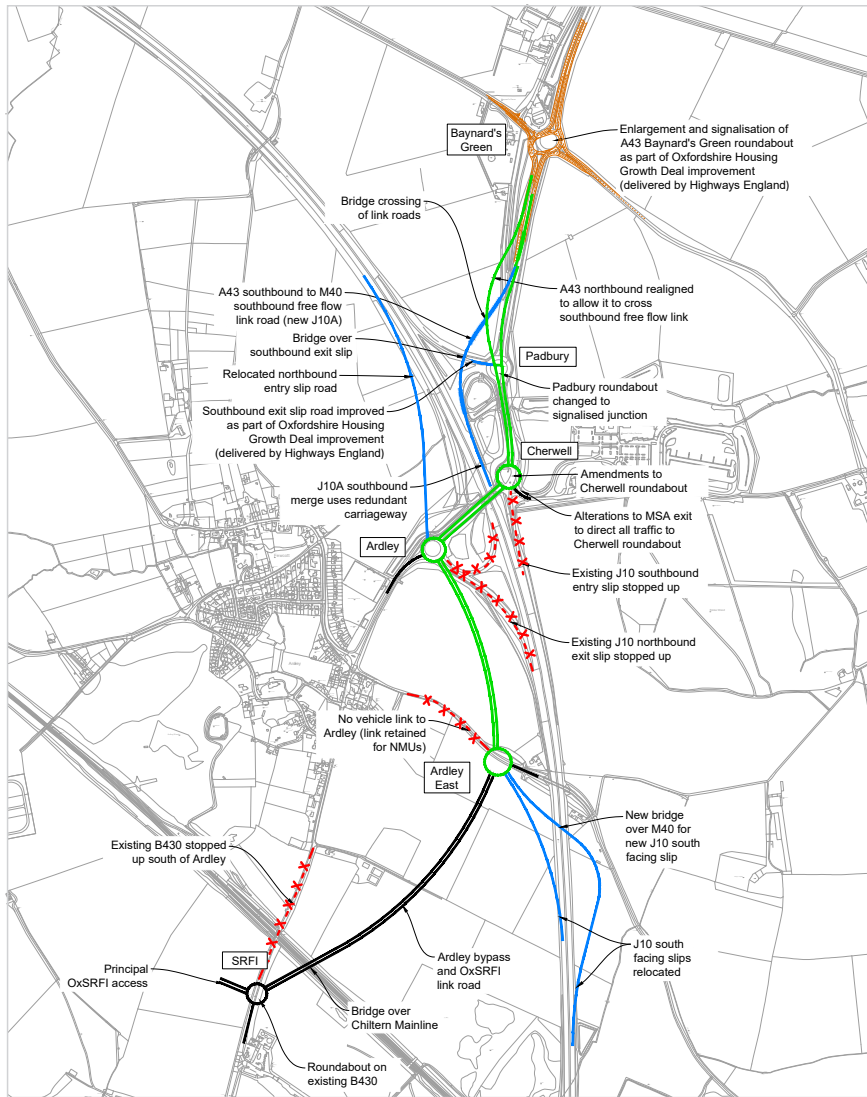 Baynard's
Green
Enlargement and signalisation of
A43 Baynard's Green roundabout
as part of Oxfordshire Housing
Growth Deal improvement
(delivered by Highways England)
Bridge crossing
of link roads
A43 southbound to M40
southbound free flow
link road (new J10A)
A43 northbound realigned
to allow it to cross
southbound free flow link
Bridge over
southbound exit slip
Padbury
Relocated northbound
entry slip road
Padbury roundabout
changed to
signalised junction
Southbound exit slip road improved
as part of Oxfordshire Housing
Growth Deal improvement
(delivered by Highways England)
Cherwell
J10A southbound
merge uses redundant
carriageway
Amendments to
Cherwell roundabout
Alterations to MSA exit
to direct all traffic to
Cherwell roundabout
Ardley
Existing J10 southbound
entry slip stopped up
Existing J10 northbound
exit slip stopped up
Ardley
No vehicle link to
Ardley (link retained
for NMUs)
Ardley
East
New bridge
over M40 for
new J10 south
facing slip
Existing B430 stopped
up south of Ardley
J10 south
facing slips
relocated
SRFI
Ardley bypass
and OxSRFI
link road
Principal
OxSRFI access
Bridge over
Chiltern Mainline
Roundabout on
existing B430